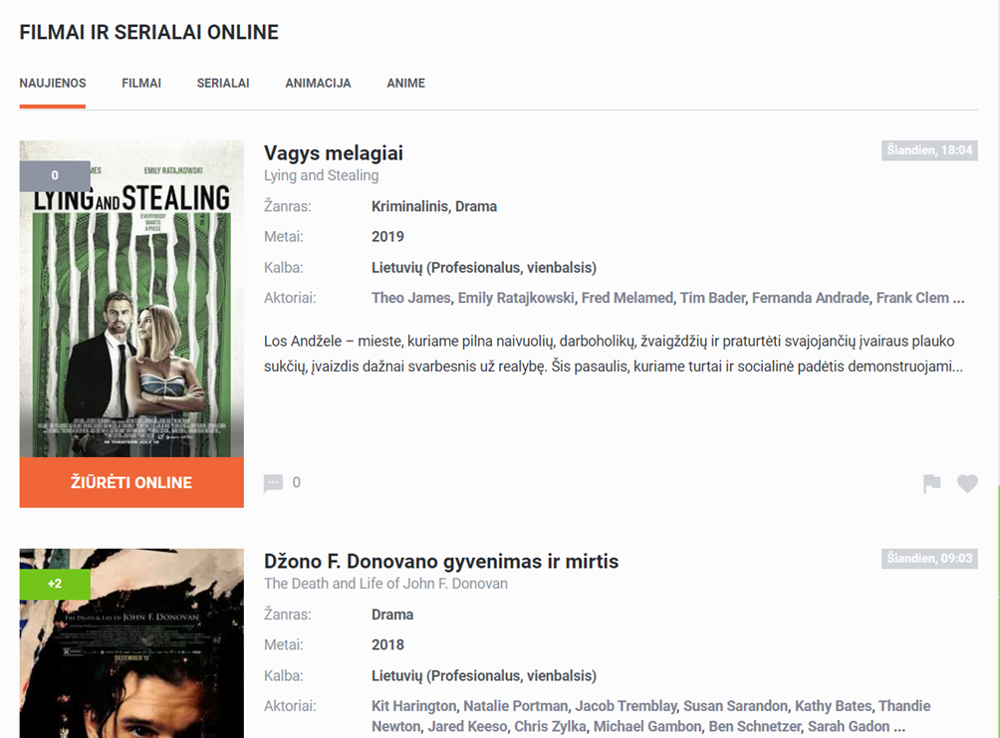 FILMAI IR SERIALAI ONLINE
NAUJIENOS FILMAI SERIALAI ANIMACIJA ANIME
0
EMILY RATAJKOWSKI
LYING AND STEALING
EVERYBODY
WANTS
A PIECE
IN THEATERS JULY 12
ŽIŪRĖTI ONLINE
Vagys melagiai
Šiandien, 18:04
Lying and Stealing
Žanras: Kriminalinis, Drama
Metai: 2019
Kalba: Lietuvių (Profesionalus, vienbalsis)
Aktoriai: Theo James, Emily Ratajkowski, Fred Melamed, Tim Bader, Fernanda Andrade, Frank Clem ...
Los Andžele – mieste, kuriame pilna naivuolių, darboholikų, žvaigždžių ir praturtėti svajojančių įvairaus plauko
sukčių, įvaizdis dažnai svarbesnis už realybę. Šis pasaulis, kuriame turtai ir socialinė padėtis demonstruojami...
0
+2
THE DEATH & LIFE OF JOHN F. DONOVAN
DECEMBER 13
Džono F. Donovano gyvenimas ir mirtis
Šiandien, 09:03
The Death and Life of John F. Donovan
Žanras: Drama
Metai: 2018
Kalba: Lietuvių (Profesionalus, vienbalsis)
Aktoriai: Kit Harington, Natalie Portman, Jacob Tremblay, Susan Sarandon, Kathy Bates, Thandie
Newton, Jared Keeso, Chris Zylka, Michael Gambon, Ben Schnetzer, Sarah Gadon ...